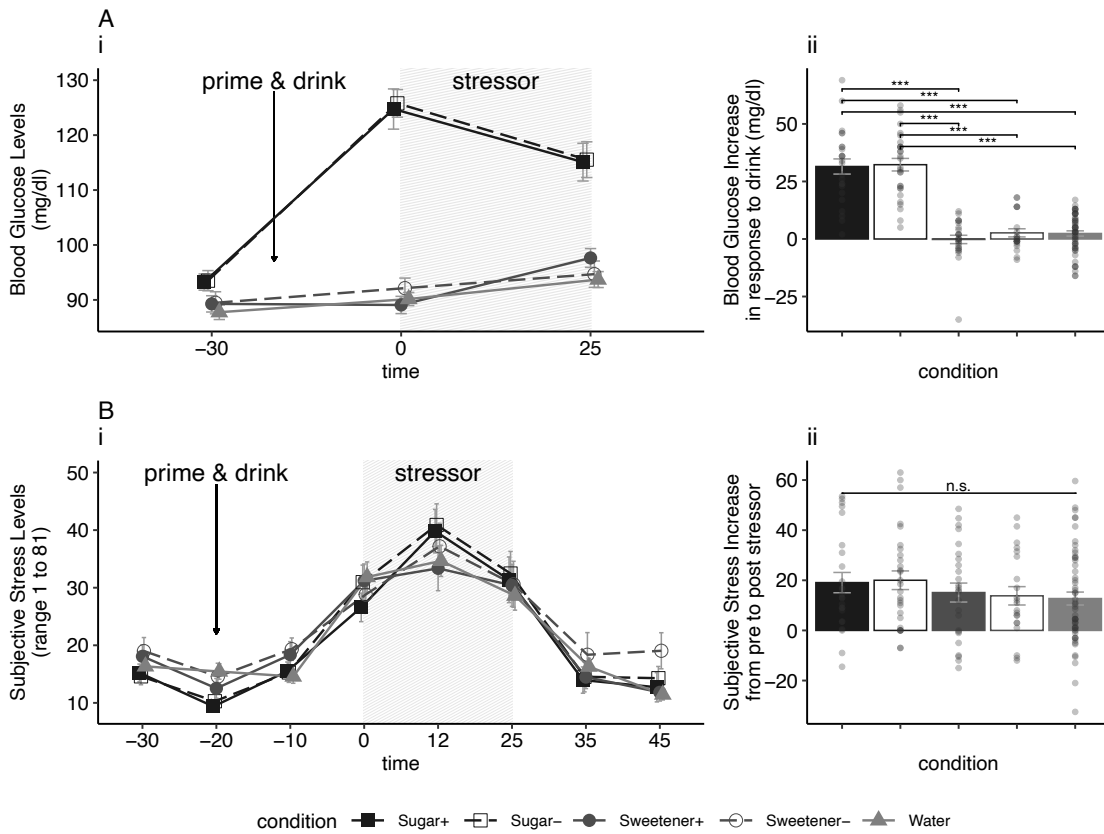 A
i
prime & drink
stressor
Blood Glucose Levels
(mg/dl)
130
120
110
100
90
−30
0
25
time
ii
Blood Glucose Increase
in response to drink (mg/dl)
50
25
0
−25
***
***
***
***
***
***
condition
B
i
prime & drink
stressor
Subjective Stress Levels
(range 1 to 81)
50
40
30
20
10
−30
−20
−10
0
12
25
35
45
time
ii
Subjective Stress Increase
from pre to post stressor
60
40
20
0
−20
n.s.
condition
condition Sugar+ Sugar− Sweetener+ Sweetener− Water